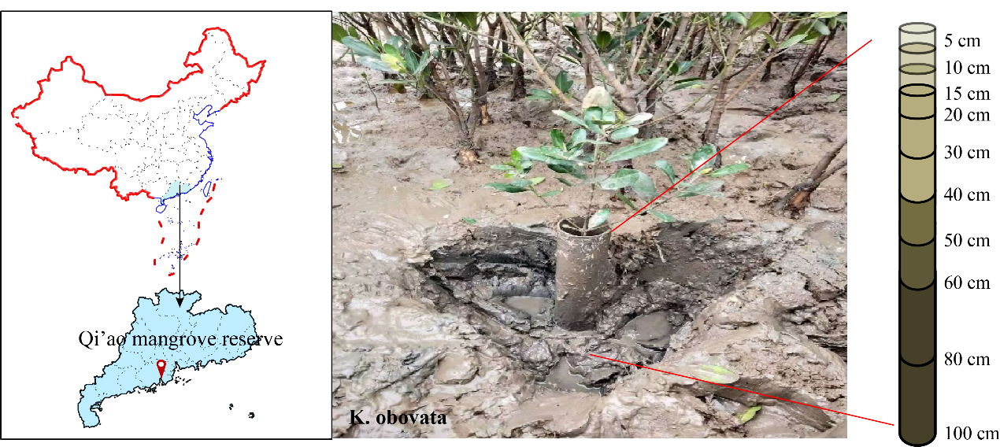 Qi’ao mangrove reserve
K. obovata
5 cm
10 cm
15 cm
20 cm
30 cm
40 cm
50 cm
60 cm
80 cm
100 cm